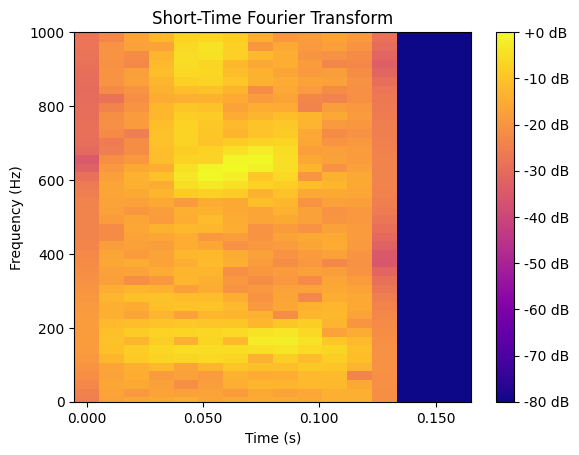 Short-Time Fourier Transform
1000
800
600
400
200
0
Frequency (Hz)
0.000
0.050
0.100
0.150
Time (s)
+0 dB
-10 dB
-20 dB
-30 dB
-40 dB
-50 dB
-60 dB
-70 dB
-80 dB